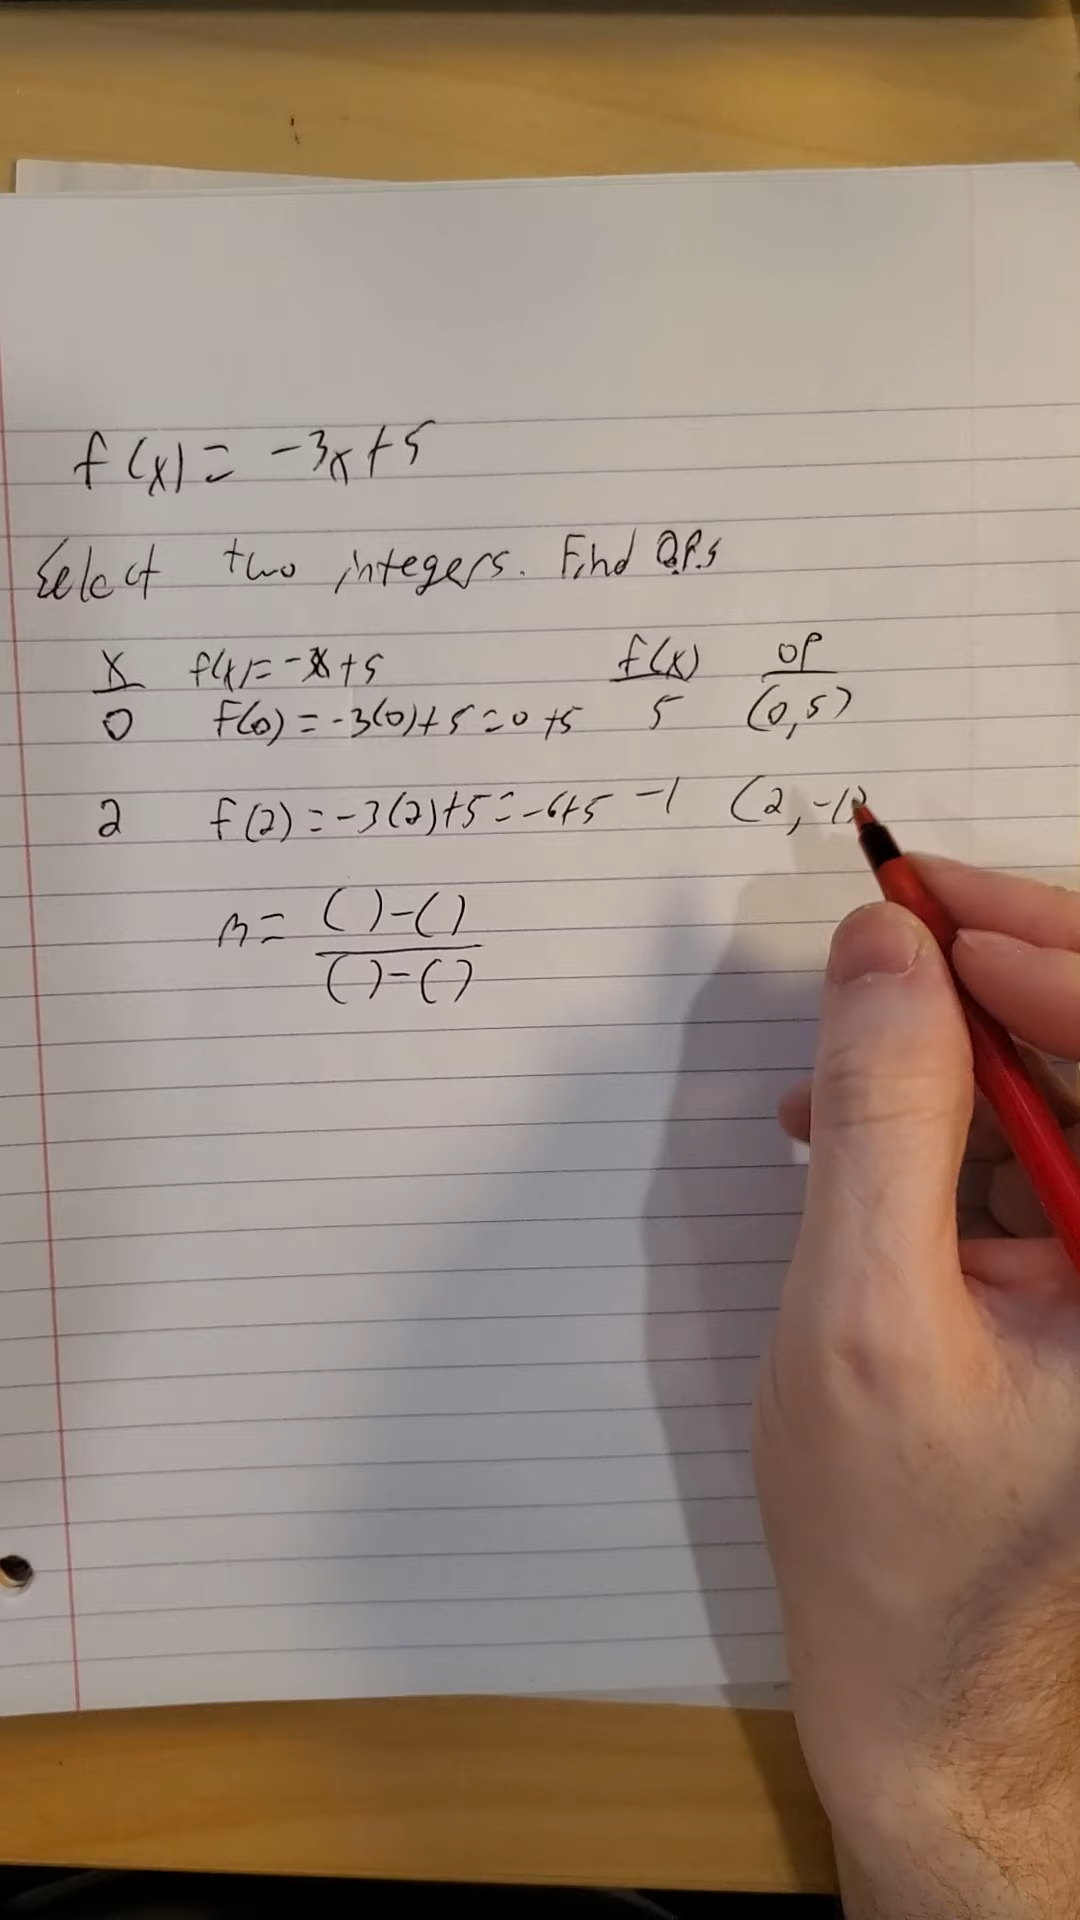 f(x) = -3x+5
Select two integers. Find O.P.s
x f(x)= -3x+5 f(x) OP
0 f(0) = -3(0)+5=0+5 5 (0,5)
2 f(2) = -3(2)+5=-6+5 -1 (2,-1)
m= ()-()
()-()